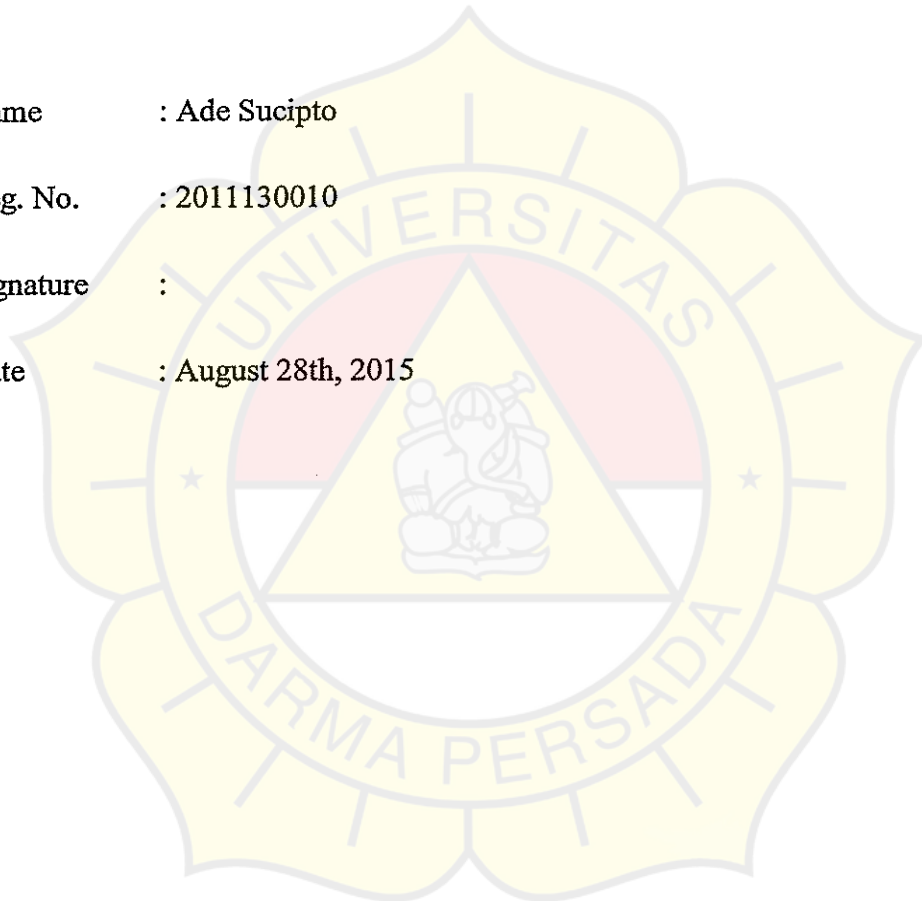 ame : Ade Sucipto
g. No. : 2011130010
gnature :
te : August 28th, 2015
UNIVERSITAS
DARMA PERSADA